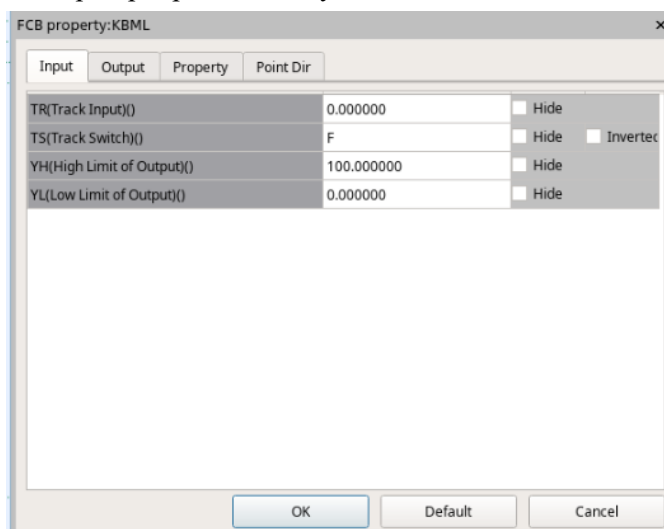 FCB property:KBML ×
Input Output Property Point Dir
TR(Track Input)() 0.000000 Hide
TS(Track Switch)() F Hide Inverted
YH(High Limit of Output)() 100.000000 Hide
YL(Low Limit of Output)() 0.000000 Hide
OK Default Cancel